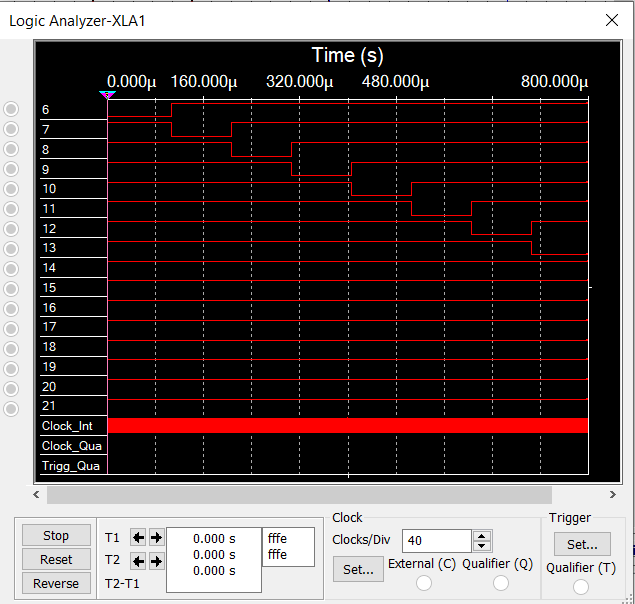 Logic Analyzer-XLA1
Time (s)
0.000µ 160.000µ 320.000µ 480.000µ 800.000µ
6
7
8
9
10
11
12
13
14
15
16
17
18
19
20
21
Clock_Int
Clock_Qua
Trigg_Qua
Stop
Reset
Reverse
T1
T2
T2-T1
0.000 s
0.000 s
0.000 s
fffe
fffe
Clock
Clocks/Div 40
Set...
External (C) Qualifier (Q)
Trigger
Set...
Qualifier (T)